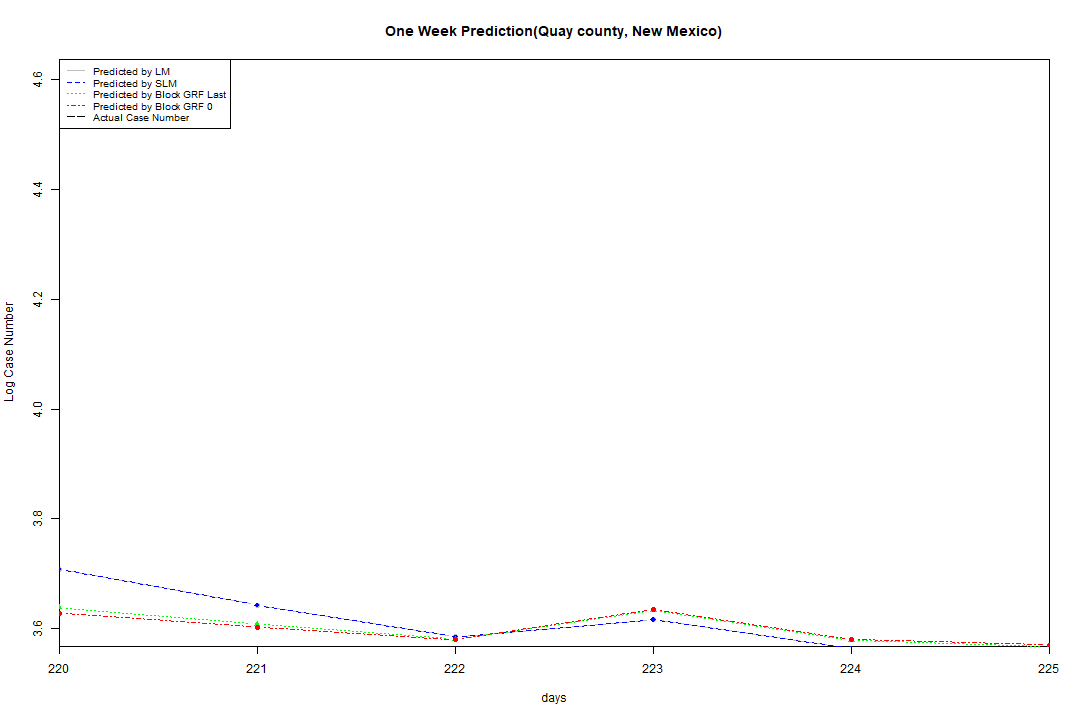 One Week Prediction(Quay county, New Mexico)
Predicted by LM
Predicted by SLM
Predicted by Block GRF Last
Predicted by Block GRF 0
Actual Case Number
4.6
4.4
4.2
4.0
3.8
3.6
Log Case Number
220 221 222 223 224 225
days